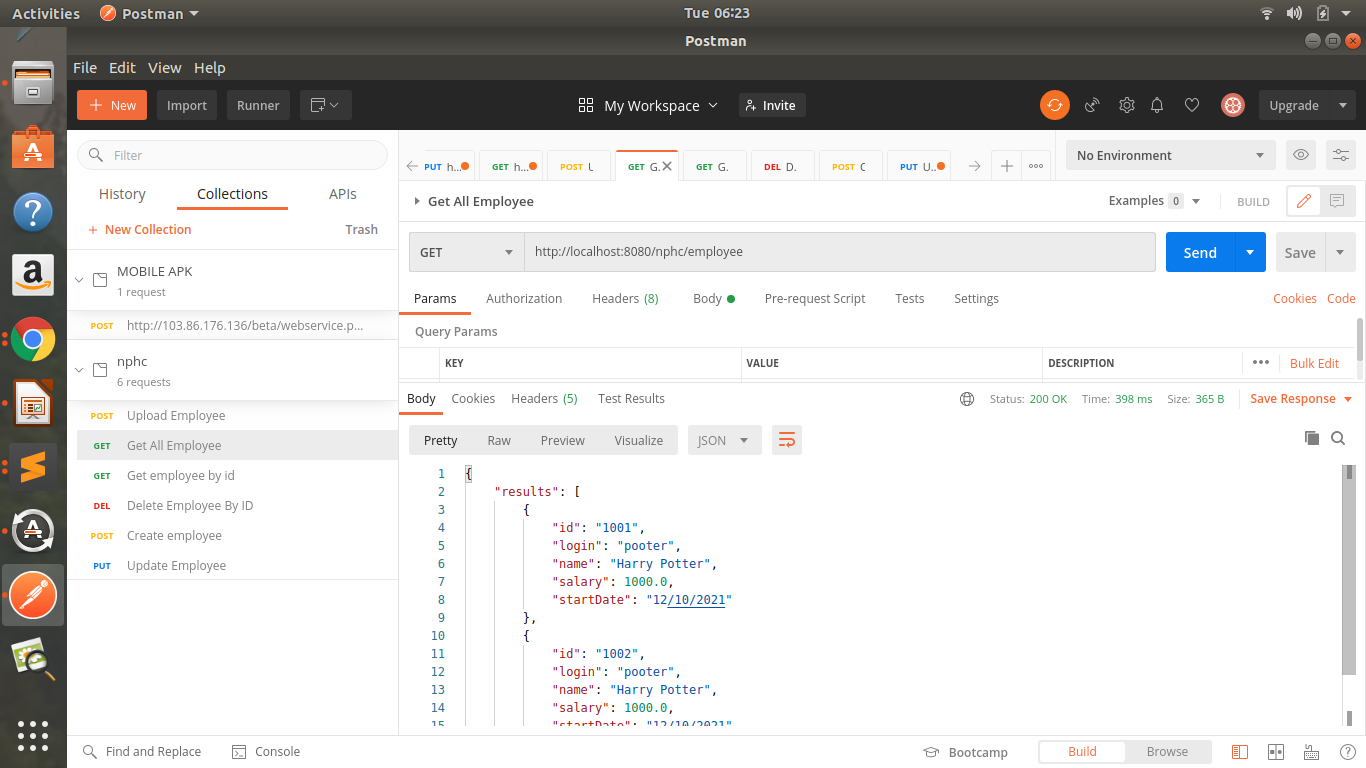 Activities Postman Tue 06:23
Postman
File Edit View Help
New Import Runner My Workspace Invite Upgrade
Filter
History Collections APIs
+ New Collection Trash
MOBILE APK
1 request
POST http://103.86.176.136/beta/webservice.p...
nphc
6 requests
POST Upload Employee
GET Get All Employee
GET Get employee by id
DEL Delete Employee By ID
POST Create employee
PUT Update Employee
PUT h... GET h... POST U GET G. GET G. DEL D. POST C PUT U..
No Environment
Get All Employee Examples 0 BUILD
GET http://localhost:8080/nphc/employee Send Save
Params Authorization Headers (8) Body Pre-request Script Tests Settings Cookies Code
Query Params
KEY VALUE DESCRIPTION Bulk Edit
Body Cookies Headers (5) Test Results Status: 200 OK Time: 398 ms Size: 365 B Save Response
Pretty Raw Preview Visualize JSON
1 {
2 "results": [
3 {
4 "id": "1001",
5 "login": "pooter",
6 "name": "Harry Potter",
7 "salary": 1000.0,
8 "startDate": "12/10/2021"
9 },
10 {
11 "id": "1002",
12 "login": "pooter",
13 "name": "Harry Potter",
14 "salary": 1000.0,
15 "startDate": "12/10/2021"
Find and Replace Console Bootcamp Build Browse